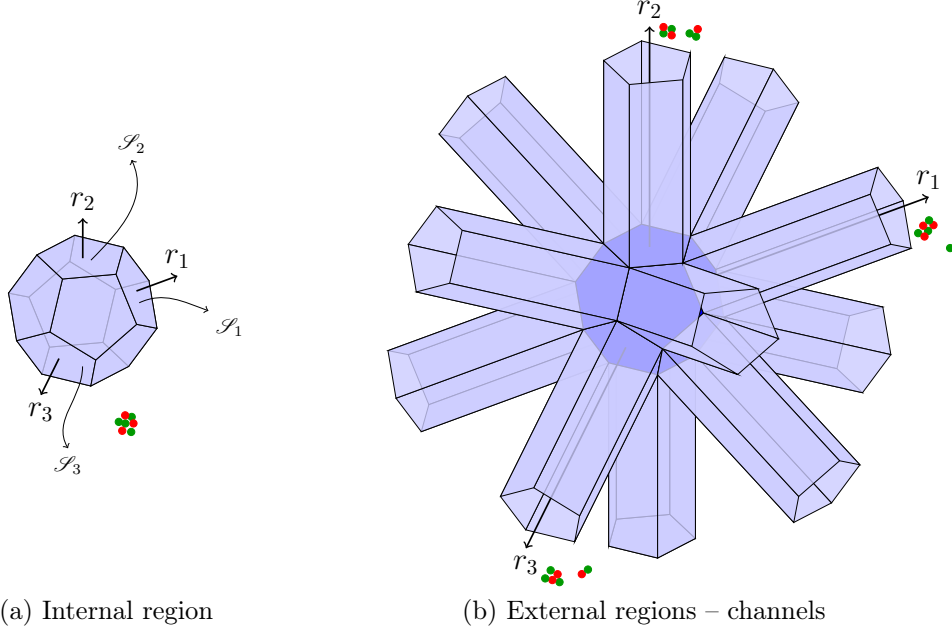 r₂
𝒮₂
r₁
𝒮₁
r₃
𝒮₃
(a) Internal region
r₂
r₁
r₃
(b) External regions – channels